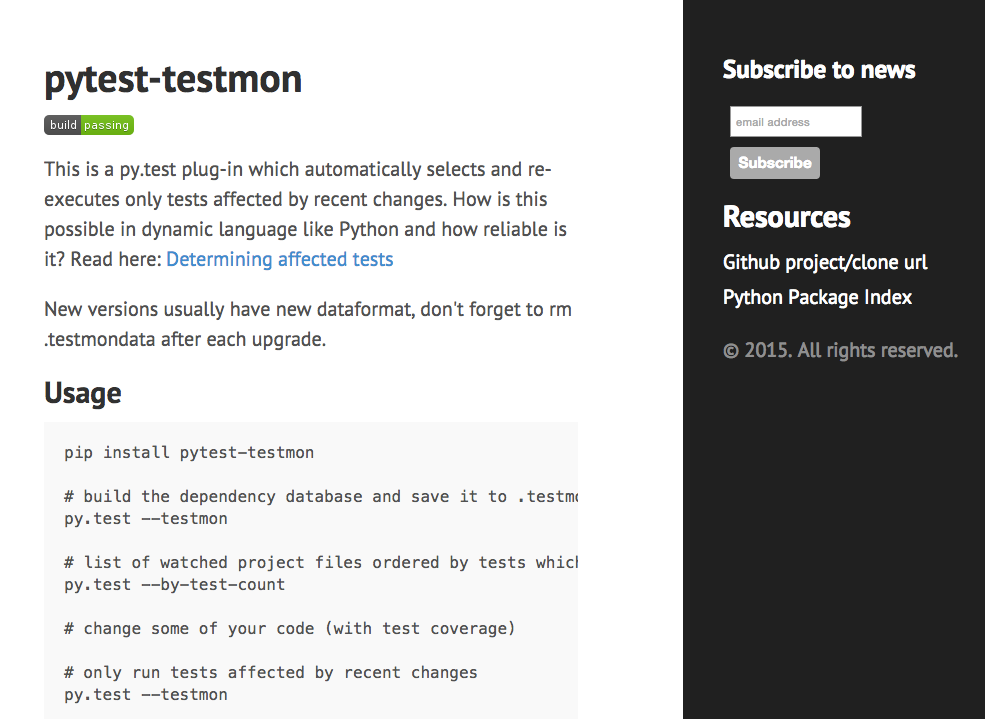 pytest-testmon
build passing
This is a py.test plug-in which automatically selects and re-
executes only tests affected by recent changes. How is this
possible in dynamic language like Python and how reliable is
it? Read here: Determining affected tests
New versions usually have new dataformat, don't forget to rm
.testmondata after each upgrade.
Usage
pip install pytest-testmon
# build the dependency database and save it to .testmo
py.test --testmon
# list of watched project files ordered by tests which
py.test --by-test-count
# change some of your code (with test coverage)
# only run tests affected by recent changes
py.test --testmon
Subscribe to news
email address
Subscribe
Resources
Github project/clone url
Python Package Index
© 2015. All rights reserved.